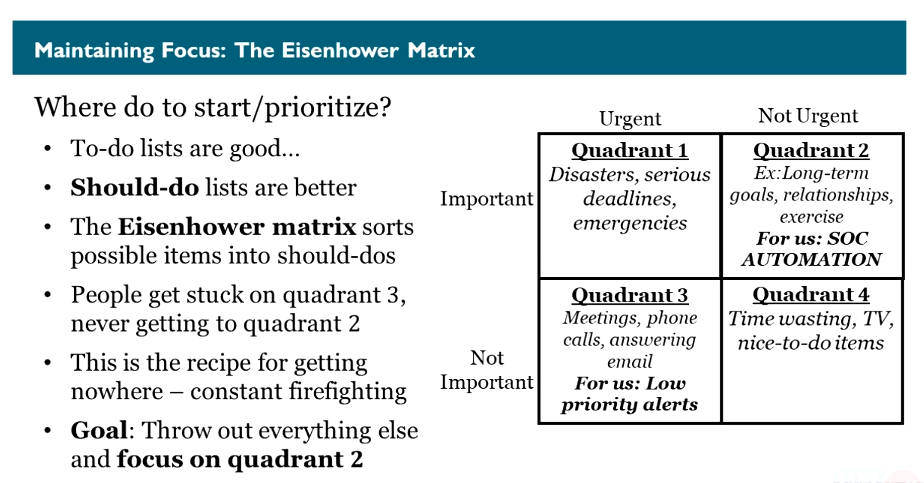 Maintaining Focus: The Eisenhower Matrix
Where do to start/prioritize?
• To-do lists are good…
• Should-do lists are better
• The Eisenhower matrix sorts
possible items into should-dos
• People get stuck on quadrant 3,
never getting to quadrant 2
• This is the recipe for getting
nowhere – constant firefighting
• Goal: Throw out everything else
and focus on quadrant 2
Urgent
Not Urgent
Important
Quadrant 1
Disasters, serious
deadlines,
emergencies
Quadrant 2
Ex:Long-term
goals, relationships,
exercise
For us: SOC
AUTOMATION
Not
Important
Quadrant 3
Meetings, phone
calls, answering
email
For us: Low
priority alerts
Quadrant 4
Time wasting, TV,
nice-to-do items